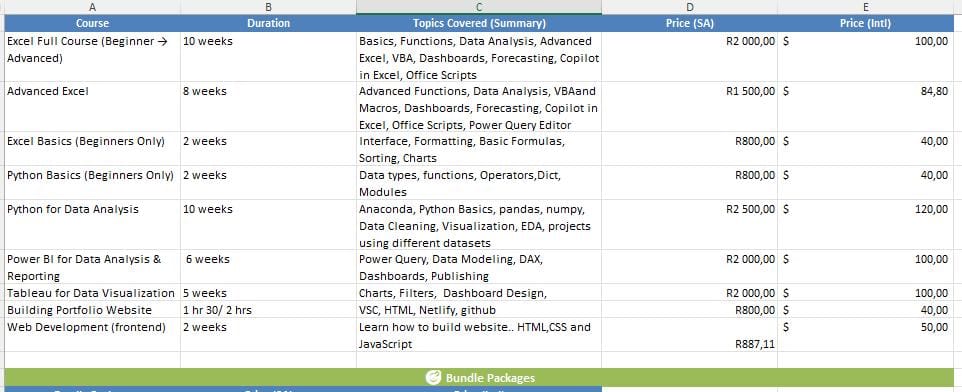 A B C D E
Course Duration Topics Covered (Summary) Price (SA) Price (Intl)
Excel Full Course (Beginner → 10 weeks Basics, Functions, Data Analysis, Advanced R2 000,00 $ 100,00
Advanced) Excel, VBA, Dashboards, Forecasting, Copilot
in Excel, Office Scripts
Advanced Excel 8 weeks Advanced Functions, Data Analysis, VBAand R1 500,00 $ 84,80
Macros, Dashboards, Forecasting, Copilot in
Excel, Office Scripts, Power Query Editor
Excel Basics (Beginners Only) 2 weeks Interface, Formatting, Basic Formulas, R800,00 $ 40,00
Sorting, Charts
Python Basics (Beginners Only) 2 weeks Data types, functions, Operators,Dict, R800,00 $ 40,00
Modules
Python for Data Analysis 10 weeks Anaconda, Python Basics, pandas, numpy, R2 500,00 $ 120,00
Data Cleaning, Visualization, EDA, projects
using different datasets
Power BI for Data Analysis & 6 weeks Power Query, Data Modeling, DAX, R2 000,00 $ 100,00
Reporting Dashboards, Publishing
Tableau for Data Visualization 5 weeks Charts, Filters, Dashboard Design, R2 000,00 $ 100,00
Building Portfolio Website 1 hr 30/ 2 hrs VSC, HTML, Netlify, github R800,00 $ 40,00
Web Development (frontend) 2 weeks Learn how to build website.. HTML,CSS and $ 50,00
JavaScript R887,11
Bundle Packages